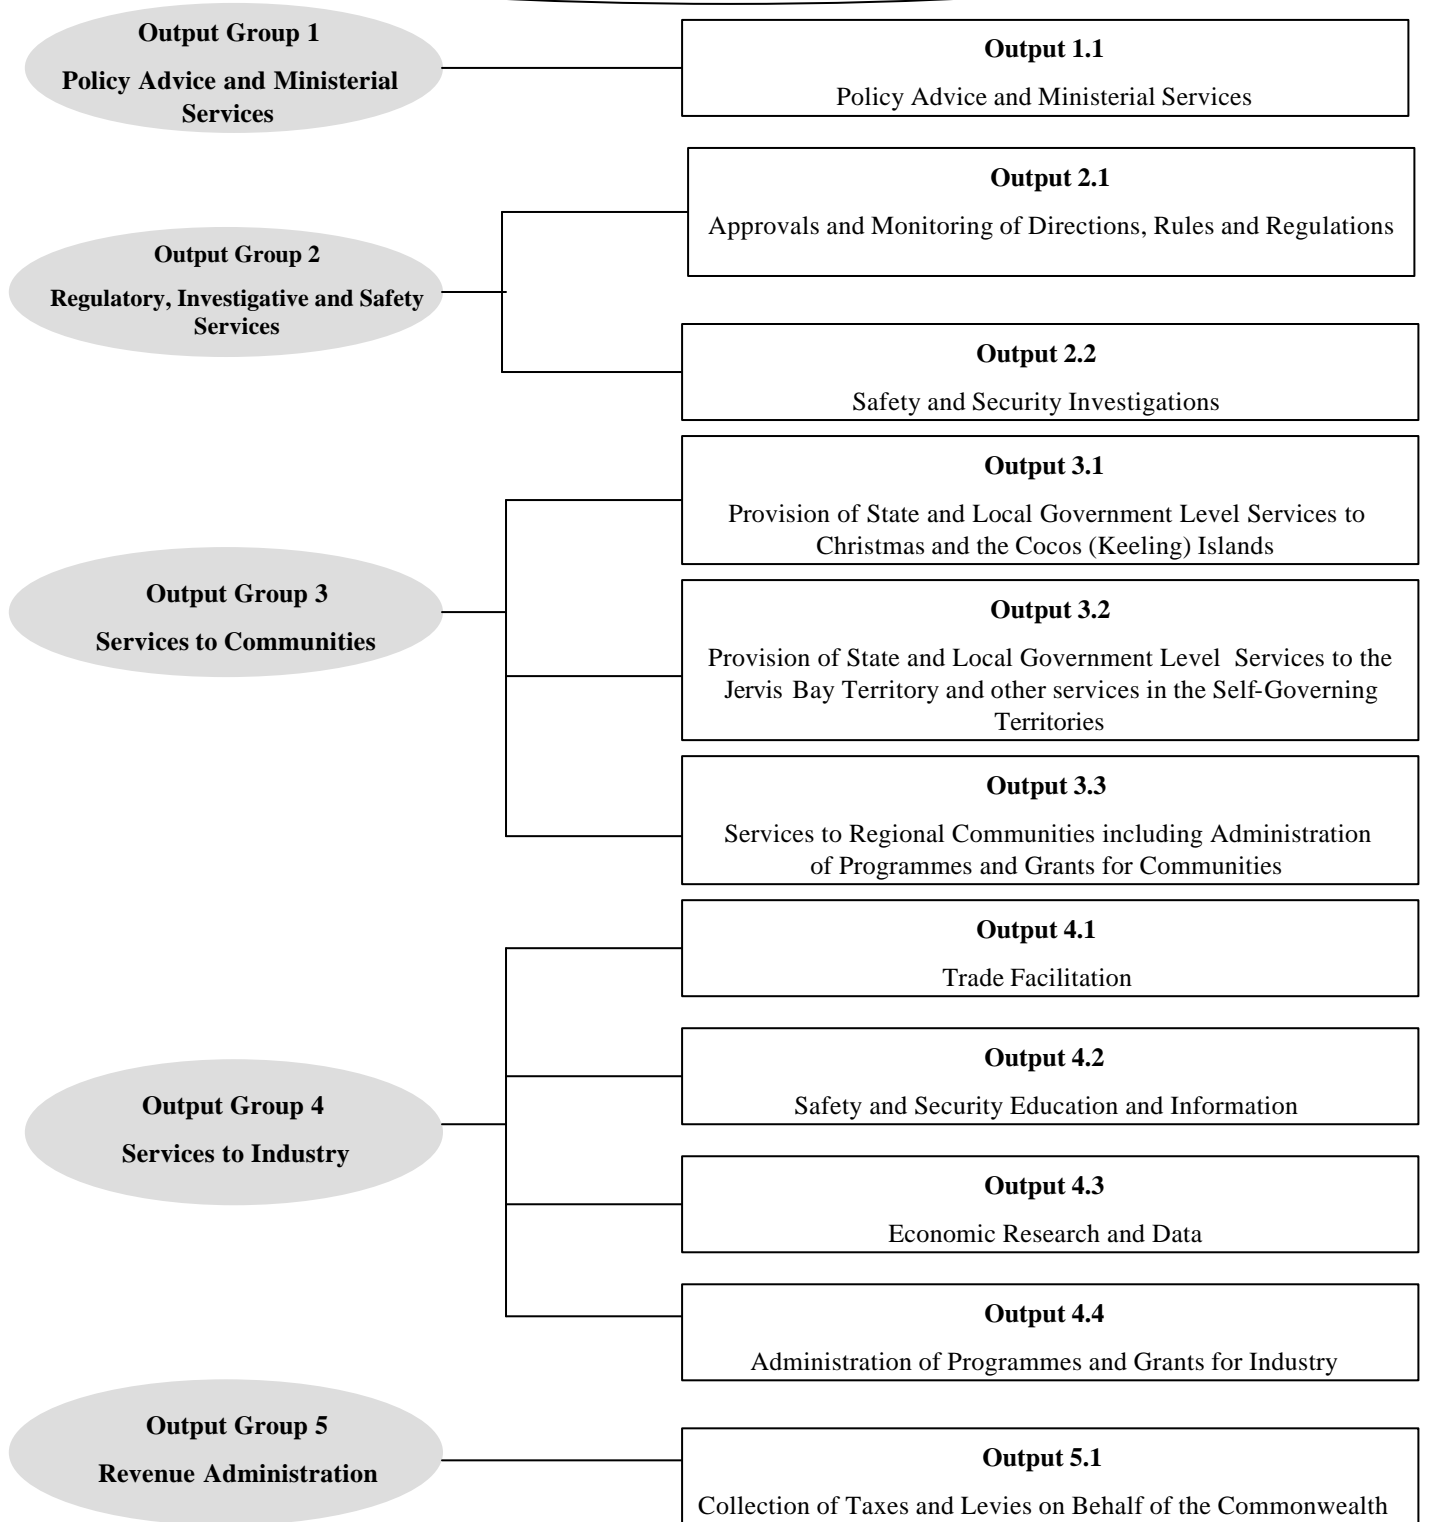 Output Group 1
Policy Advice and Ministerial
Services
Output 1.1
Policy Advice and Ministerial Services
Output Group 2
Regulatory, Investigative and Safety
Services
Output 2.1
Approvals and Monitoring of Directions, Rules and Regulations
Output 2.2
Safety and Security Investigations
Output Group 3
Services to Communities
Output 3.1
Provision of State and Local Government Level Services to
Christmas and the Cocos (Keeling) Islands
Output 3.2
Provision of State and Local Government Level Services to the
Jervis Bay Territory and other services in the Self-Governing
Territories
Output 3.3
Services to Regional Communities including Administration
of Programmes and Grants for Communities
Output Group 4
Services to Industry
Output 4.1
Trade Facilitation
Output 4.2
Safety and Security Education and Information
Output 4.3
Economic Research and Data
Output 4.4
Administration of Programmes and Grants for Industry
Output Group 5
Revenue Administration
Output 5.1
Collection of Taxes and Levies on Behalf of the Commonwealth